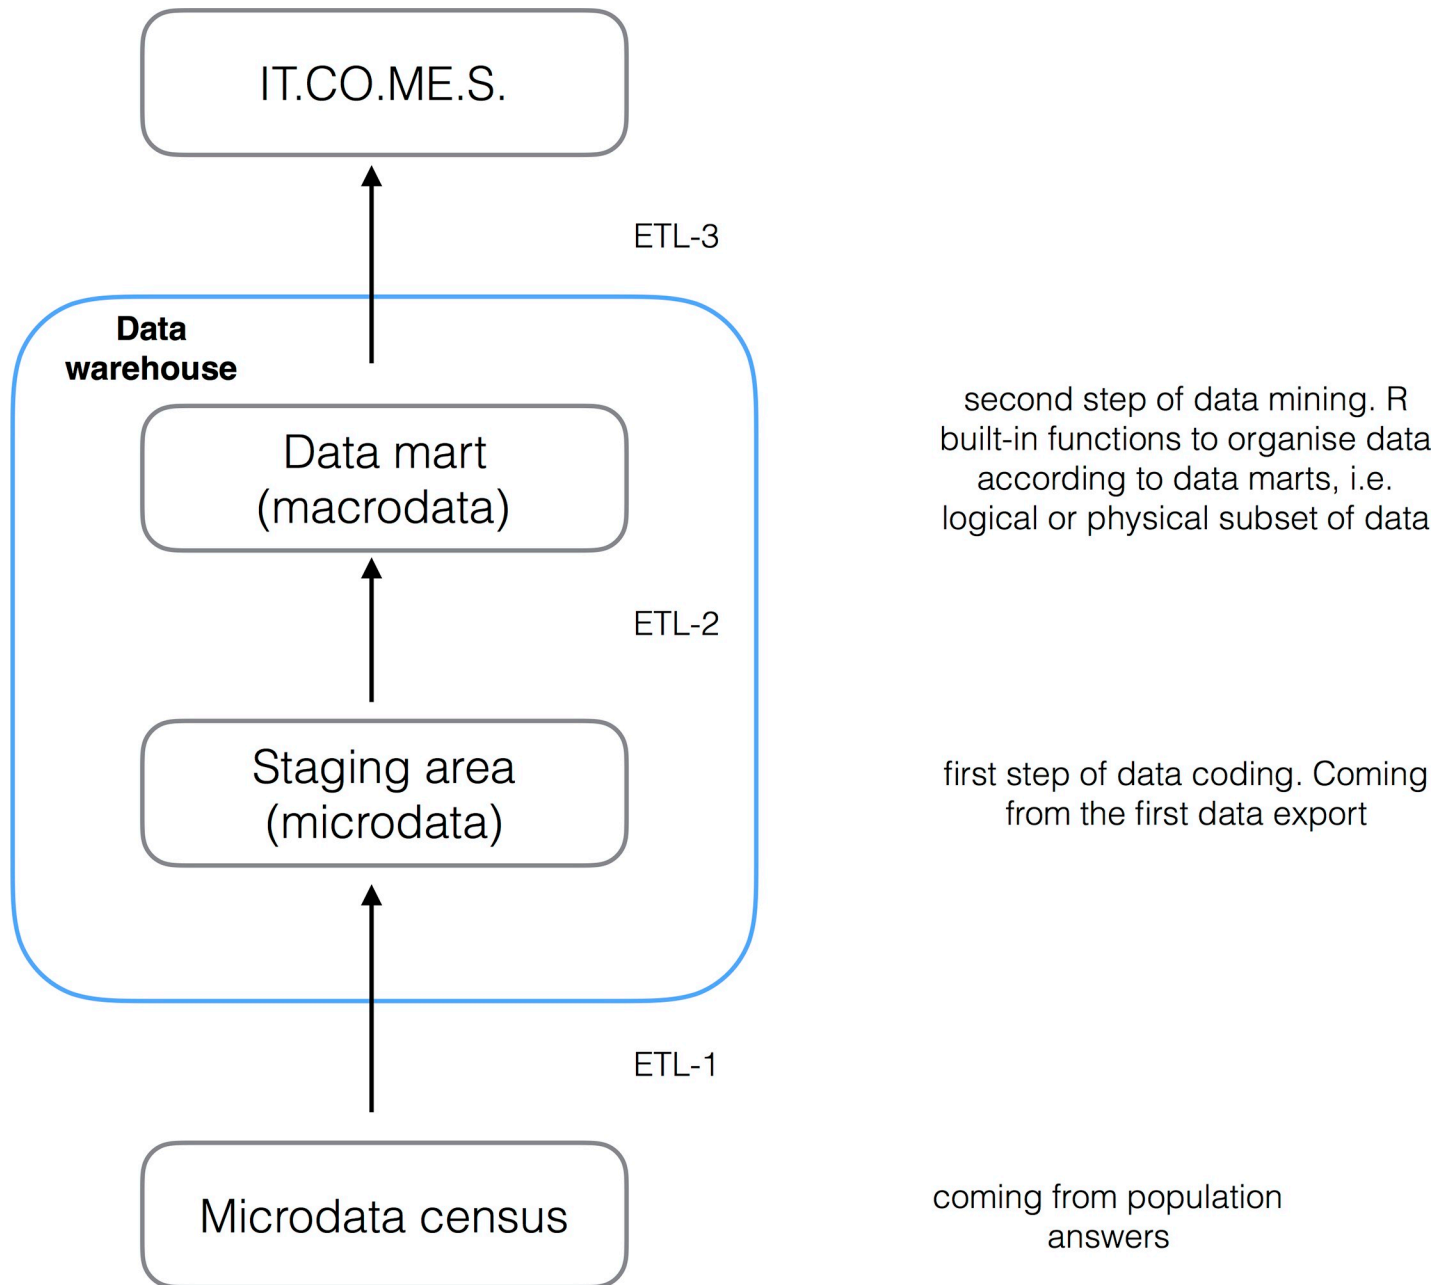 IT.CO.ME.S.
ETL-3
Data
warehouse
Data mart
(macrodata)
second step of data mining. R
built-in functions to organise data
according to data marts, i.e.
logical or physical subset of data
ETL-2
Staging area
(microdata)
first step of data coding. Coming
from the first data export
ETL-1
Microdata census
coming from population
answers